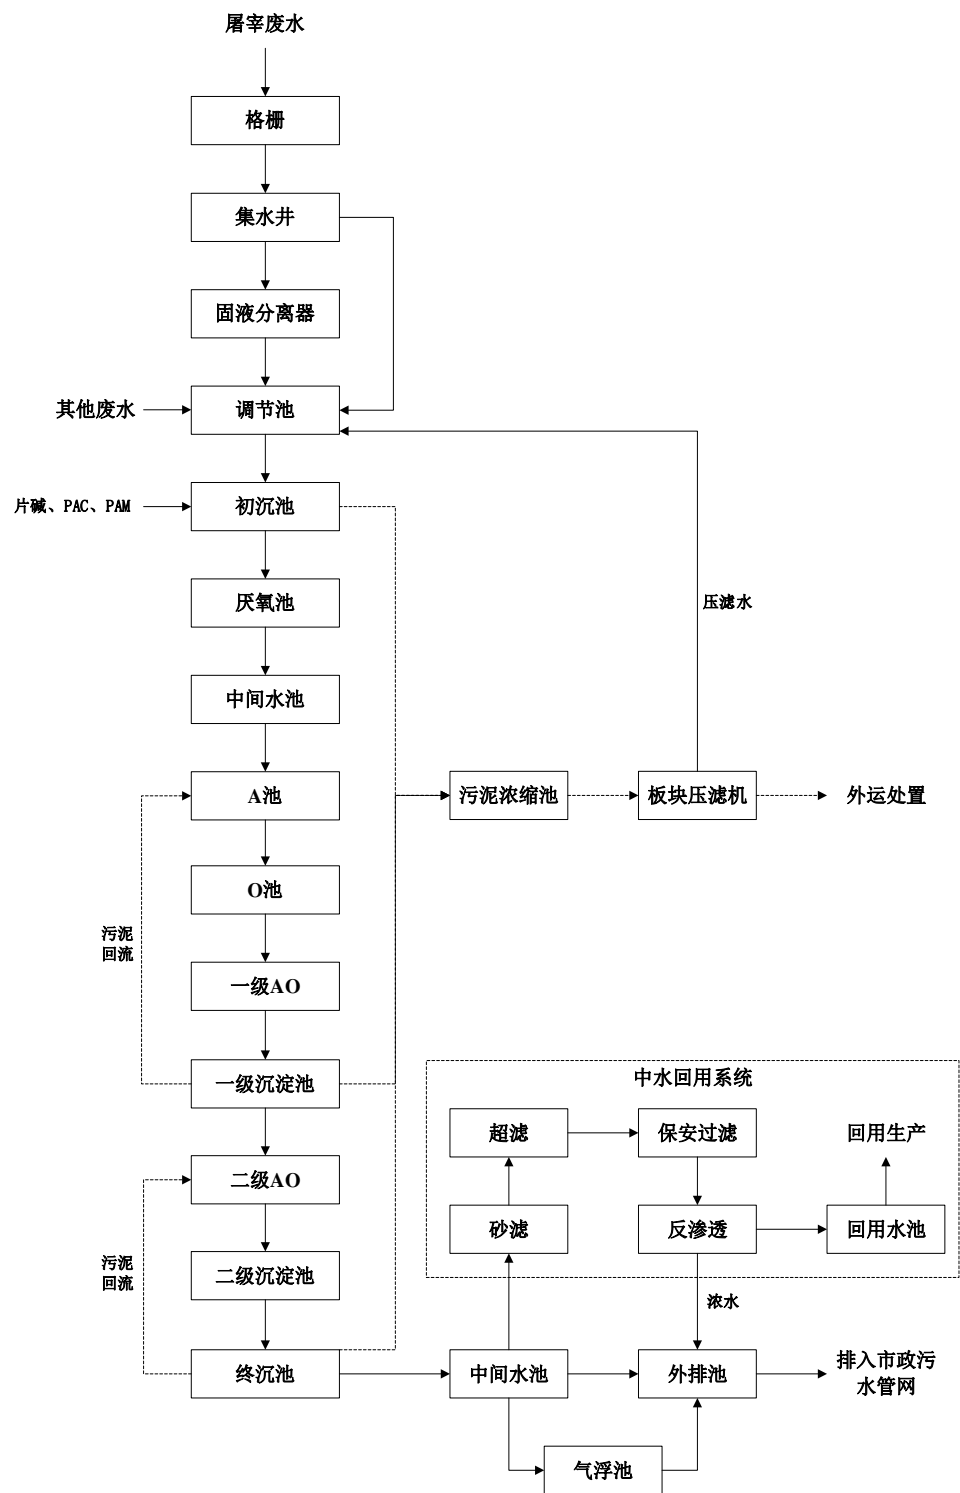 屠宰废水
格栅
集水井
固液分离器
其他废水
调节池
片碱、PAC、PAM
初沉池
厌氧池
压滤水
中间水池
A池
污泥浓缩池
板块压滤机
外运处置
O池
污泥
回流
一级AO
一级沉淀池
中水回用系统
超滤
保安过滤
回用生产
二级AO
砂滤
反渗透
回用水池
污泥
回流
二级沉淀池
浓水
终沉池
中间水池
外排池
排入市政污
水管网
气浮池